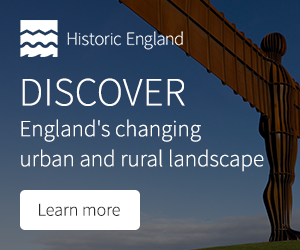 Historic England
DISCOVER
England's changing
urban and rural landscape
Learn more